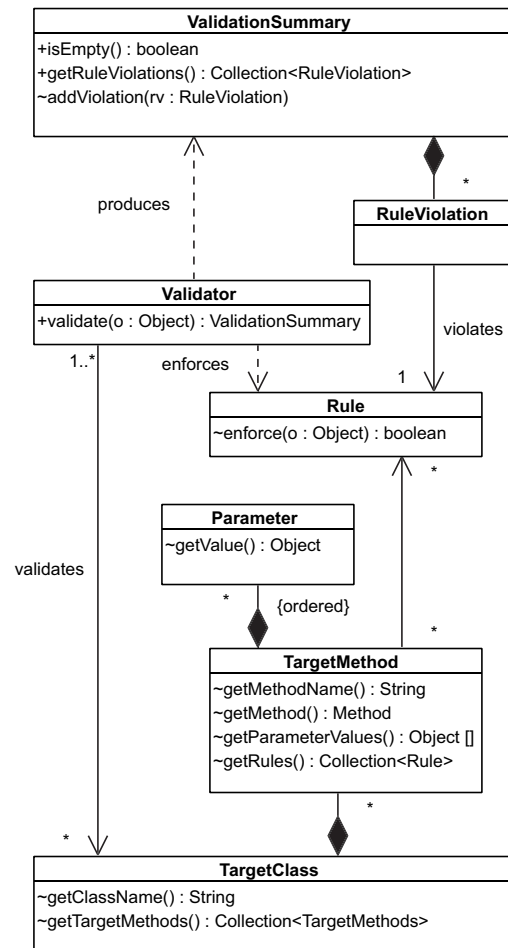 ValidationSummary
+isEmpty() : boolean
+getRuleViolations() : Collection<RuleViolation>
~addViolation(rv : RuleViolation)
*
produces
RuleViolation
Validator
+validate(o : Object) : ValidationSummary
violates
1..*
enforces
1
Rule
~enforce(o : Object) : boolean
*
Parameter
~getValue() : Object
validates
*
{ordered}
*
TargetMethod
~getMethodName() : String
~getMethod() : Method
~getParameterValues() : Object []
~getRules() : Collection<Rule>
*
*
TargetClass
~getClassName() : String
~getTargetMethods() : Collection<TargetMethods>